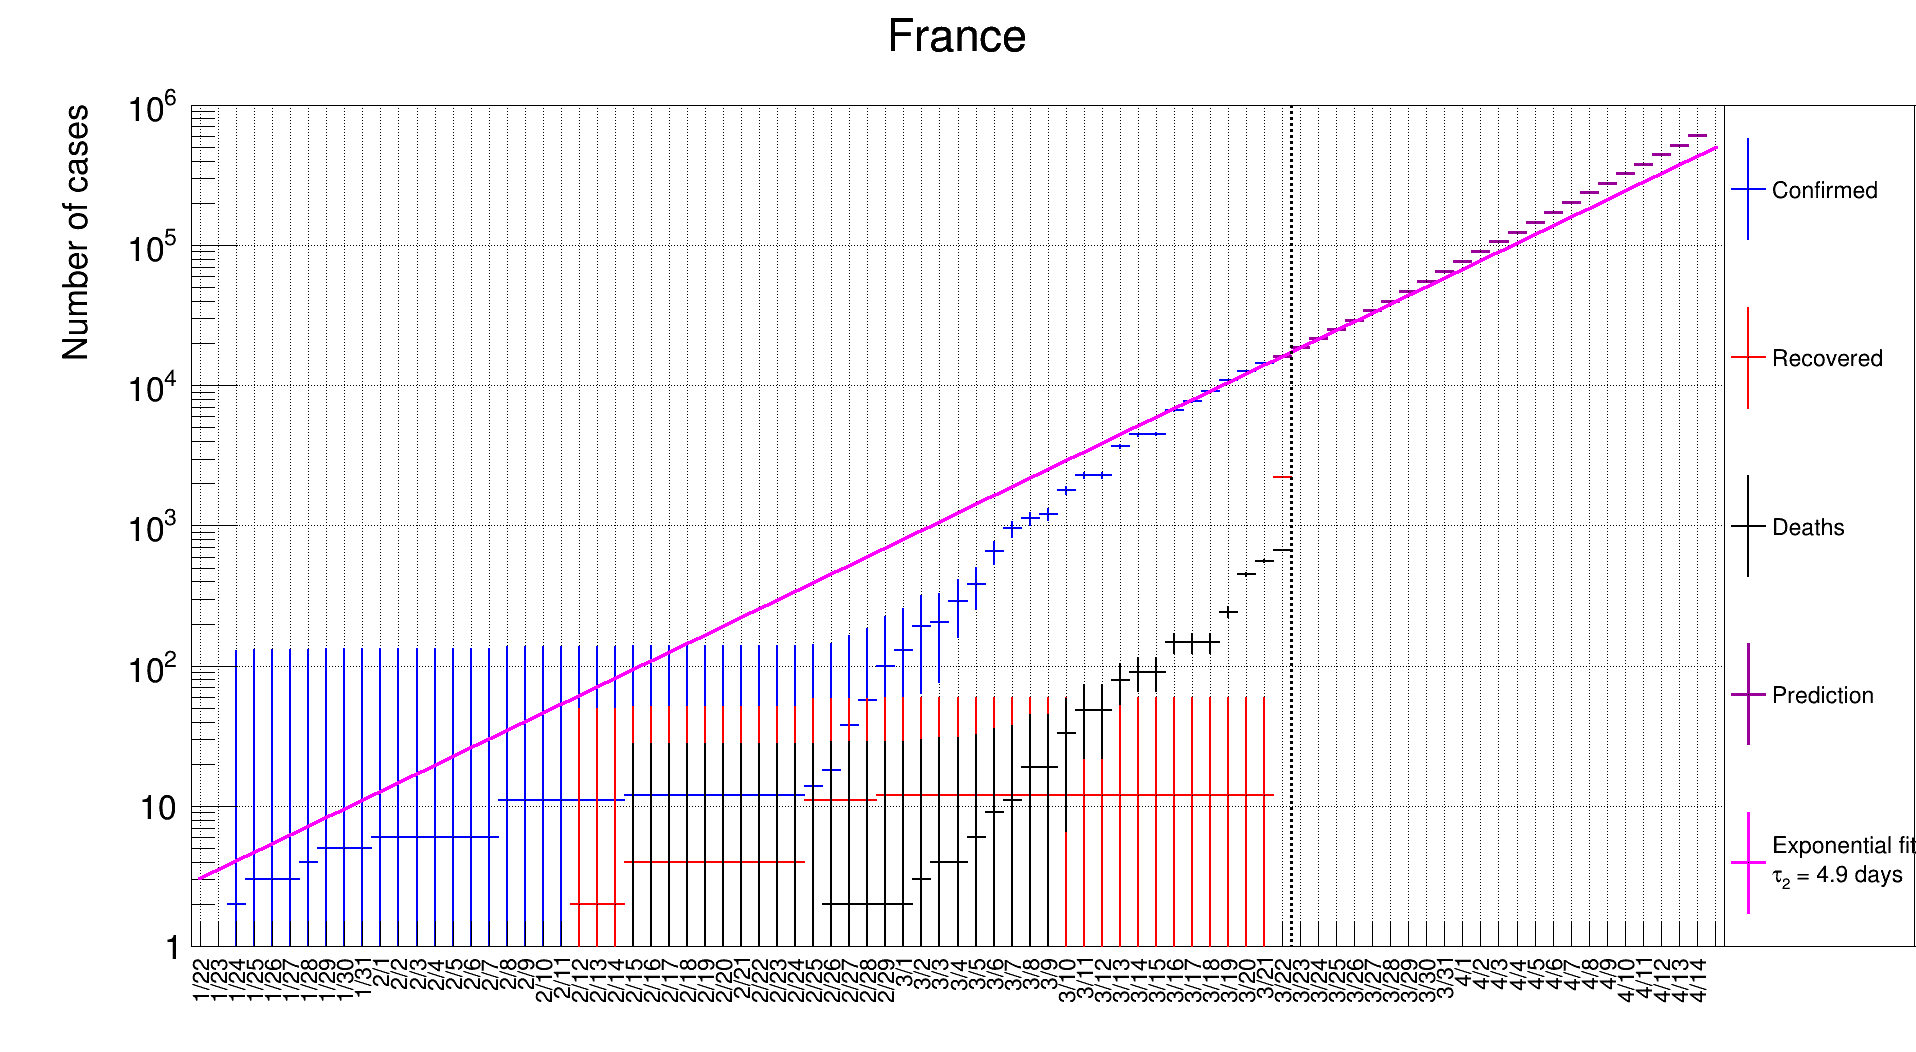 France
Number of cases
10^6
10^5
10^4
10^3
10^2
10
1
1/22 1/23 1/24 1/25 1/26 1/27 1/28 1/29 1/30 1/31 2/1 2/2 2/3 2/4 2/5 2/6 2/7 2/8 2/9 2/10 2/11 2/12 2/13 2/14 2/15 2/16 2/17 2/18 2/19 2/20 2/21 2/22 2/23 2/24 2/25 2/26 2/27 2/28 2/29 3/1 3/2 3/3 3/4 3/5 3/6 3/7 3/8 3/9 3/10 3/11 3/12 3/13 3/14 3/15 3/16 3/17 3/18 3/19 3/20 3/21 3/22 3/23 3/24 3/25 3/26 3/27 3/28 3/29 3/30 3/31 4/1 4/2 4/3 4/4 4/5 4/6 4/7 4/8 4/9 4/10 4/11 4/12 4/13 4/14
Confirmed
Recovered
Deaths
Prediction
Exponential fit
τ₂ = 4.9 days